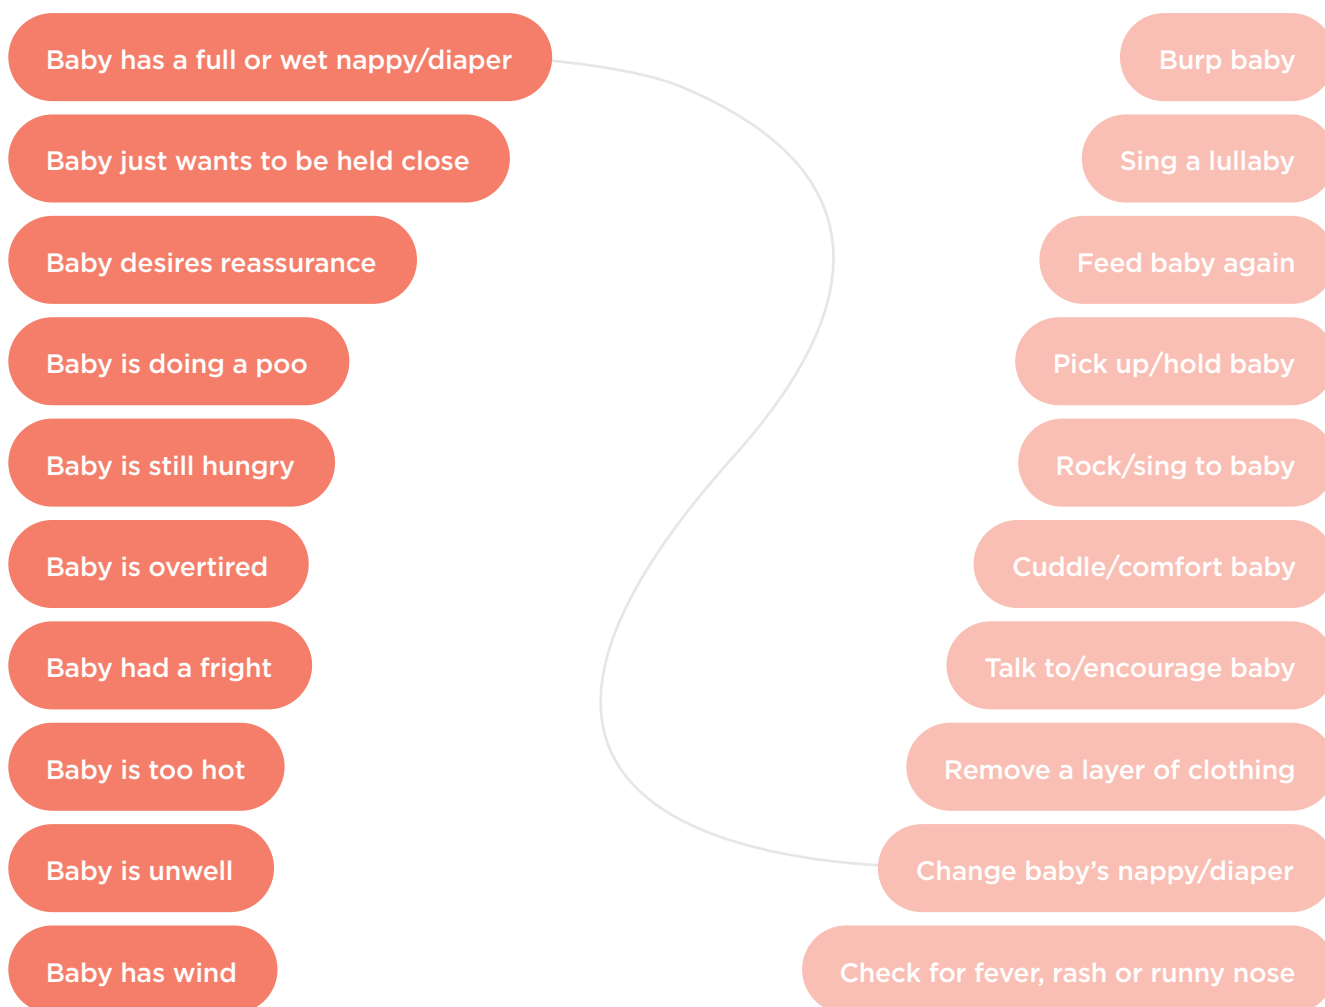 Baby has a full or wet nappy/diaper
Baby just wants to be held close
Baby desires reassurance
Baby is doing a poo
Baby is still hungry
Baby is overtired
Baby had a fright
Baby is too hot
Baby is unwell
Baby has wind
Burp baby
Sing a lullaby
Feed baby again
Pick up/hold baby
Rock/sing to baby
Cuddle/comfort baby
Talk to/encourage baby
Remove a layer of clothing
Change baby’s nappy/diaper
Check for fever, rash or runny nose